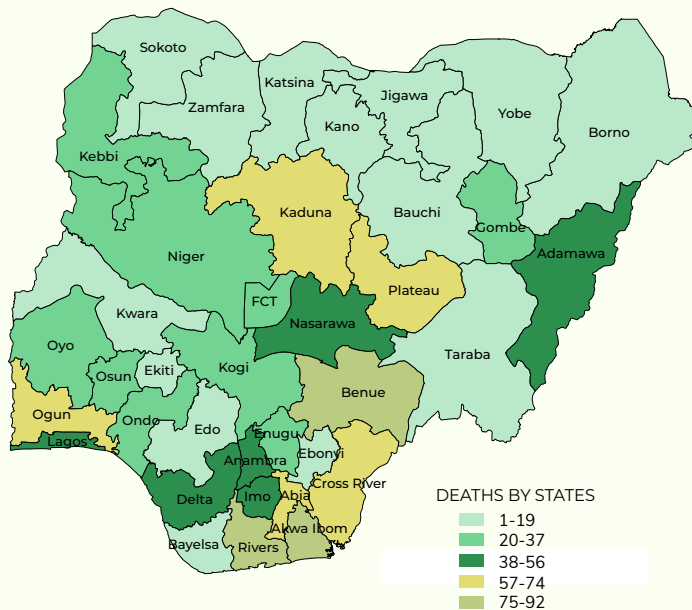 Sokoto
Katsina
Jigawa
Zamfara
Yobe
Kano
Borno
Kebbi
Bauchi
Kaduna
Gombe
Adamawa
Niger
Plateau
FCT
Kwara
Nasarawa
Oyo
Taraba
Kogi
Ekiti
Osun
Benue
Ogun
Ondo
Edo
Enugu
Lagos
Ebonyi
Anambra
Cross River
Delta
Imo
Abia
Akwa Ibom
Bayelsa
Rivers
DEATHS BY STATES
1-19
20-37
38-56
57-74
75-92